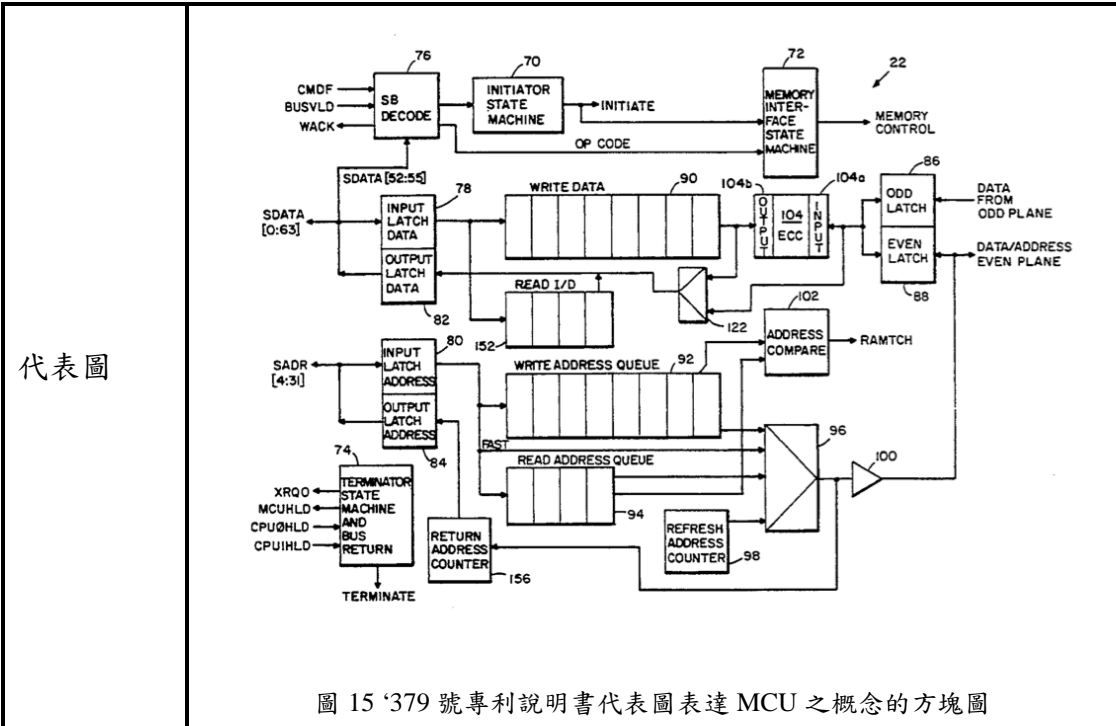 代表圖
76
CMDF
BUSVLD
WACK
SB
DECODE
70
INITIATOR
STATE
MACHINE
INITIATE
OP CODE
72
MEMORY
INTER-
FACE
STATE
MACHINE
22
MEMORY
CONTROL
SDATA [52:55]
SDATA
[0:63]
78
INPUT
LATCH
DATA
OUTPUT
LATCH
DATA
82
WRITE DATA
90
READ I/D
152
122
104b
104a
OUTPUT
104
ECC
INPUT
86
ODD
LATCH
EVEN
LATCH
88
DATA
FROM
ODD PLANE
DATA/ADDRESS
EVEN PLANE
102
ADDRESS
COMPARE
RAMTCH
SADR
[4:31]
80
INPUT
LATCH
ADDRESS
OUTPUT
LATCH
ADDRESS
84
WRITE ADDRESS QUEUE
92
FAST
READ ADDRESS QUEUE
94
96
100
74
XRQO
MCUHLD
CPUØHLD
CPUIHLD
TERMINATOR
STATE
MACHINE
AND
BUS
RETURN
TERMINATE
RETURN
ADDRESS
COUNTER
156
REFRESH
ADDRESS
COUNTER
98
圖 15 ‘379 號專利說明書代表圖表達 MCU 之概念的方塊圖